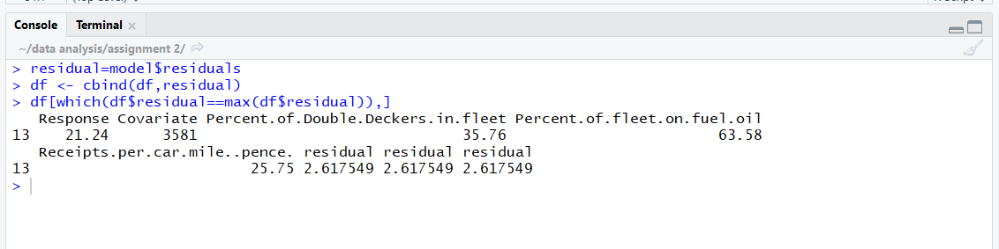 Console Terminal
~/data analysis/assignment 2/
> residual=model$residuals
> df <- cbind(df,residual)
> df[which(df$residual==max(df$residual)),]
Response Covariate Percent.of.Double.Deckers.in.fleet Percent.of.fleet.on.fuel.oil
13 21.24 3581 35.76 63.58
Receipts.per.car.mile..pence. residual residual residual
13 25.75 2.617549 2.617549 2.617549
>